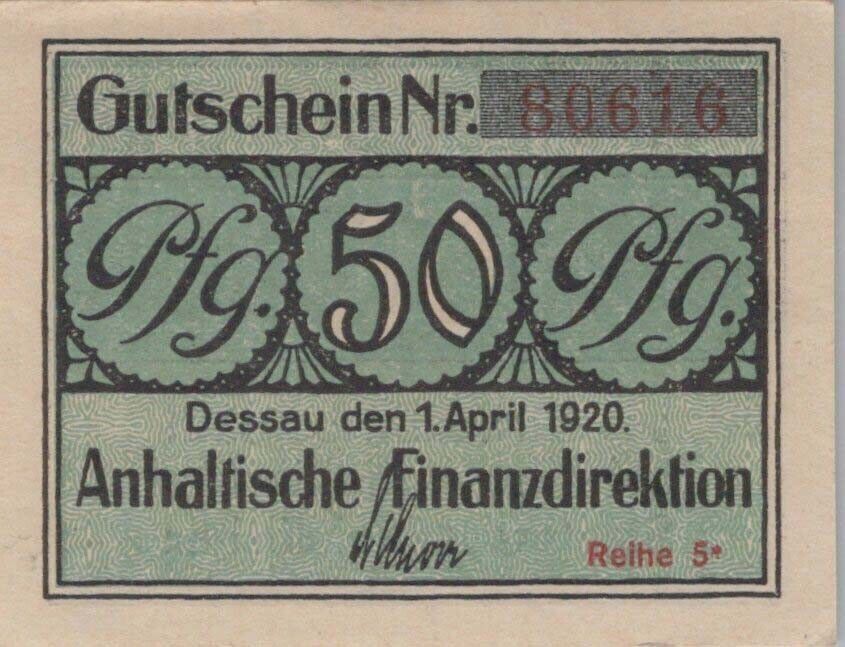 Gutschein Nr. 80616
Pfg. 50 Pfg.
Dessau den 1. April 1920.
Anhaltische Finanzdirektion
Reihe 5*